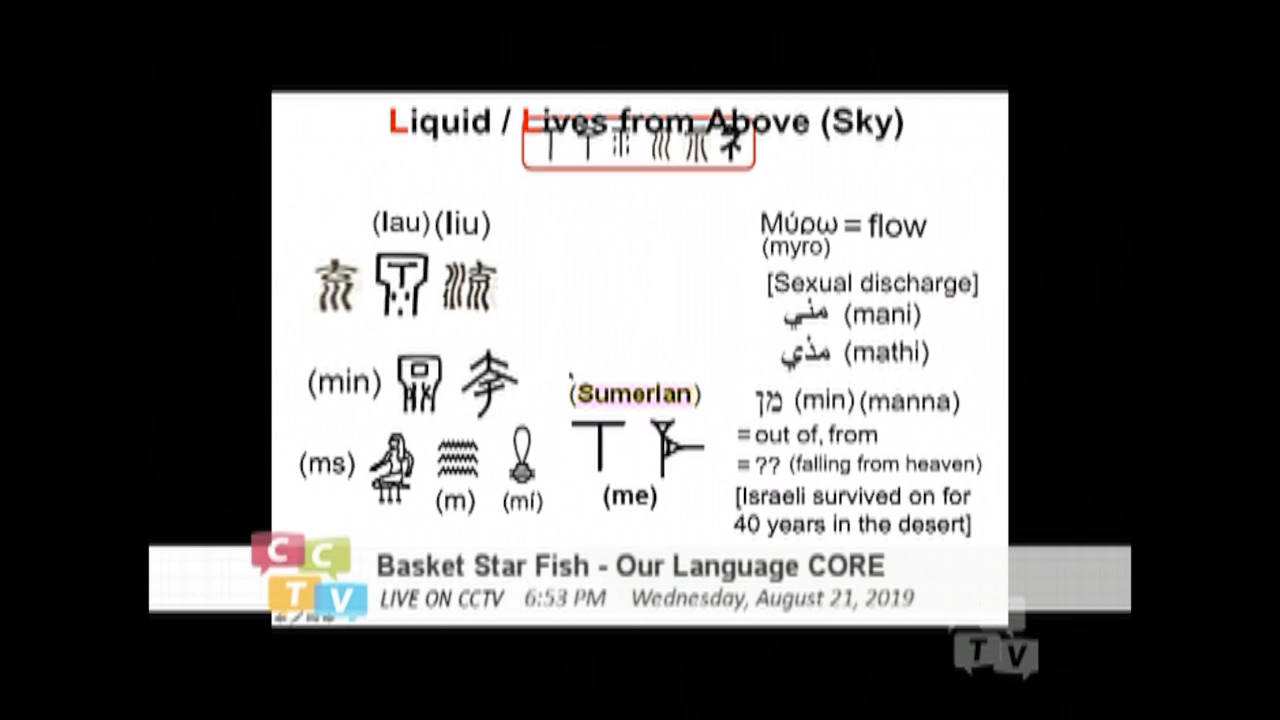 Liquid / Lives from Above (Sky)
(lau) (liu)
(min)
(ms)
(m)
(mi)
(Sumerian)
(me)
Μύρω = flow
(myro)
[Sexual discharge]
مني (mani)
مذي (mathi)
מן (min) (manna)
= out of, from
= ?? (falling from heaven)
[Israeli survived on for
40 years in the desert]
CCTV
Basket Star Fish - Our Language CORE
LIVE ON CCTV 6:53 PM Wednesday, August 21, 2019
TV